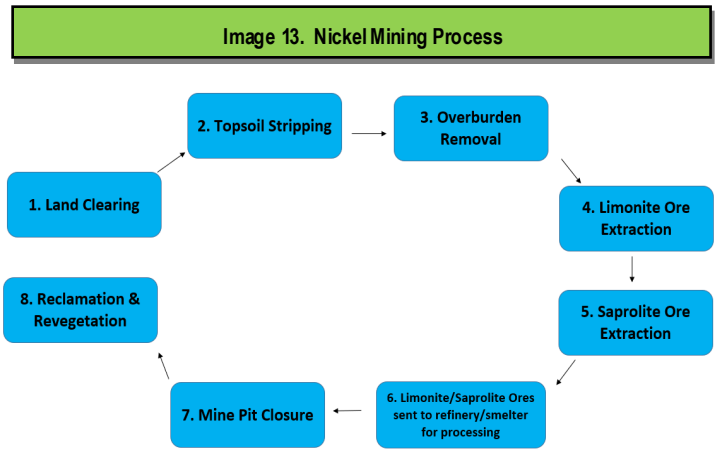 Image 13. Nickel Mining Process
1. Land Clearing
2. Topsoil Stripping
3. Overburden
Removal
4. Limonite Ore
Extraction
5. Saprolite Ore
Extraction
6. Limonite/Saprolite Ores
sent to refinery/smelter
for processing
7. Mine Pit Closure
8. Reclamation &
Revegetation